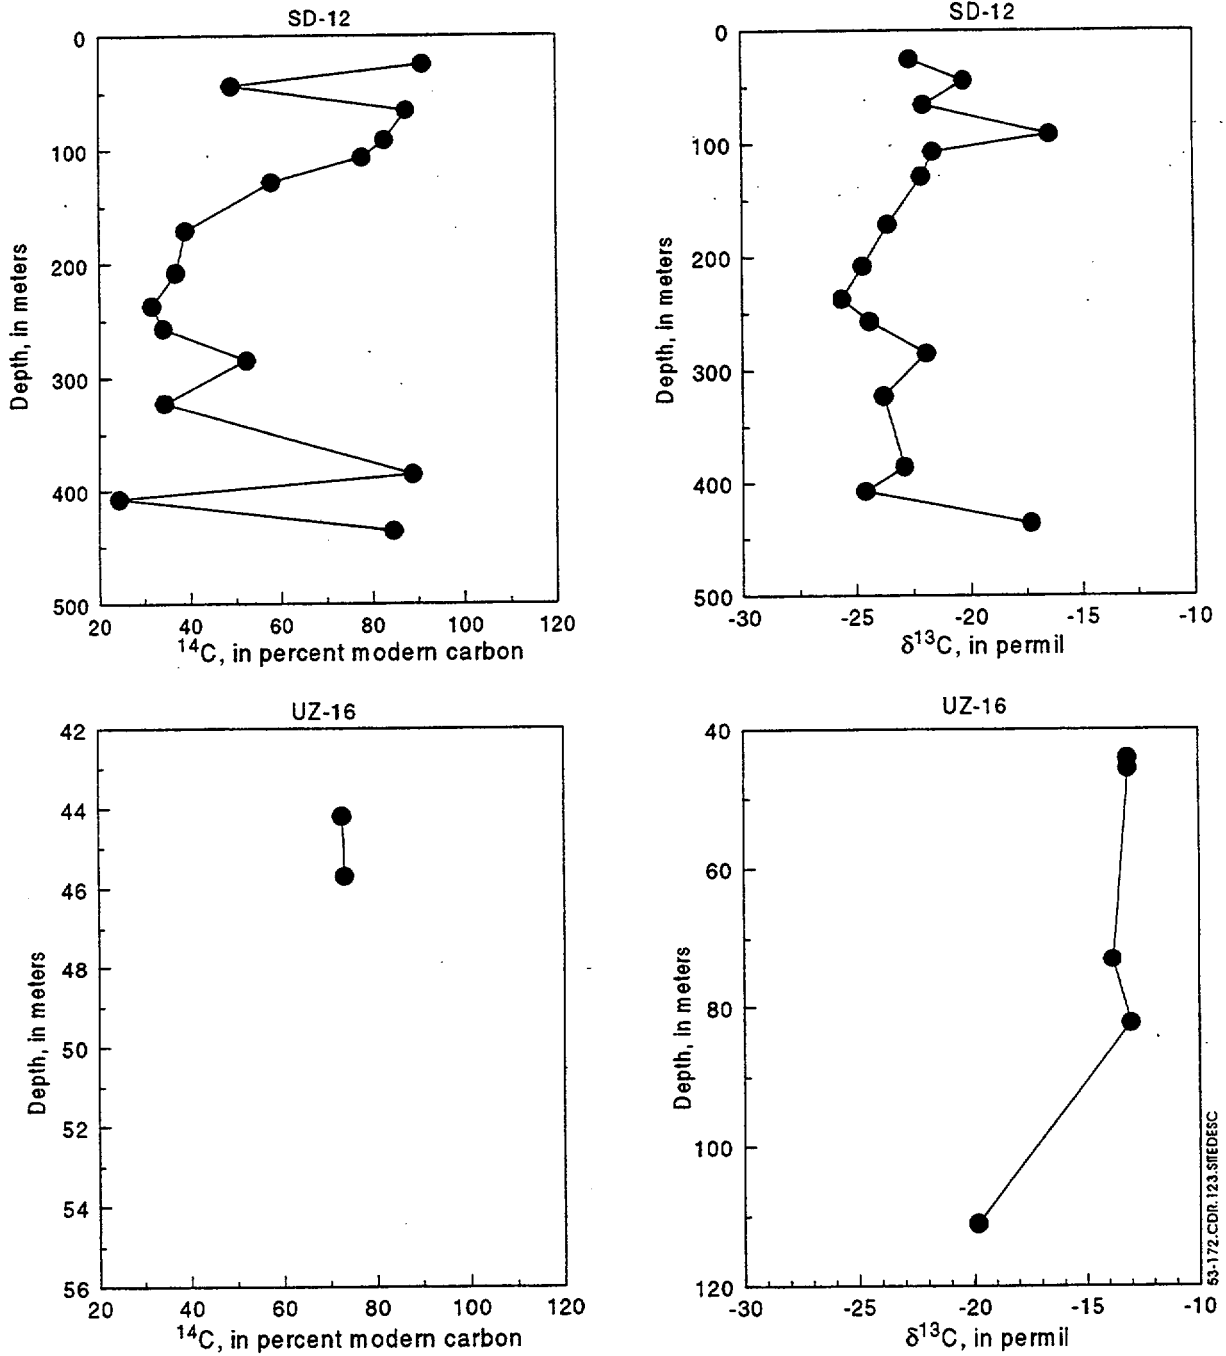 SD-12
0
100
200
300
400
500
Depth, in meters
20 40 60 80 100 120
¹⁴C, in percent modern carbon
SD-12
0
100
200
300
400
500
Depth, in meters
-30 -25 -20 -15 -10
δ¹³C, in permil
UZ-16
42
44
46
48
50
52
54
56
Depth, in meters
20 40 60 80 100 120
¹⁴C, in percent modern carbon
UZ-16
40
60
80
100
120
Depth, in meters
-30 -25 -20 -15 -10
δ¹³C, in permil
53-172.CDR.123.SITEDESC